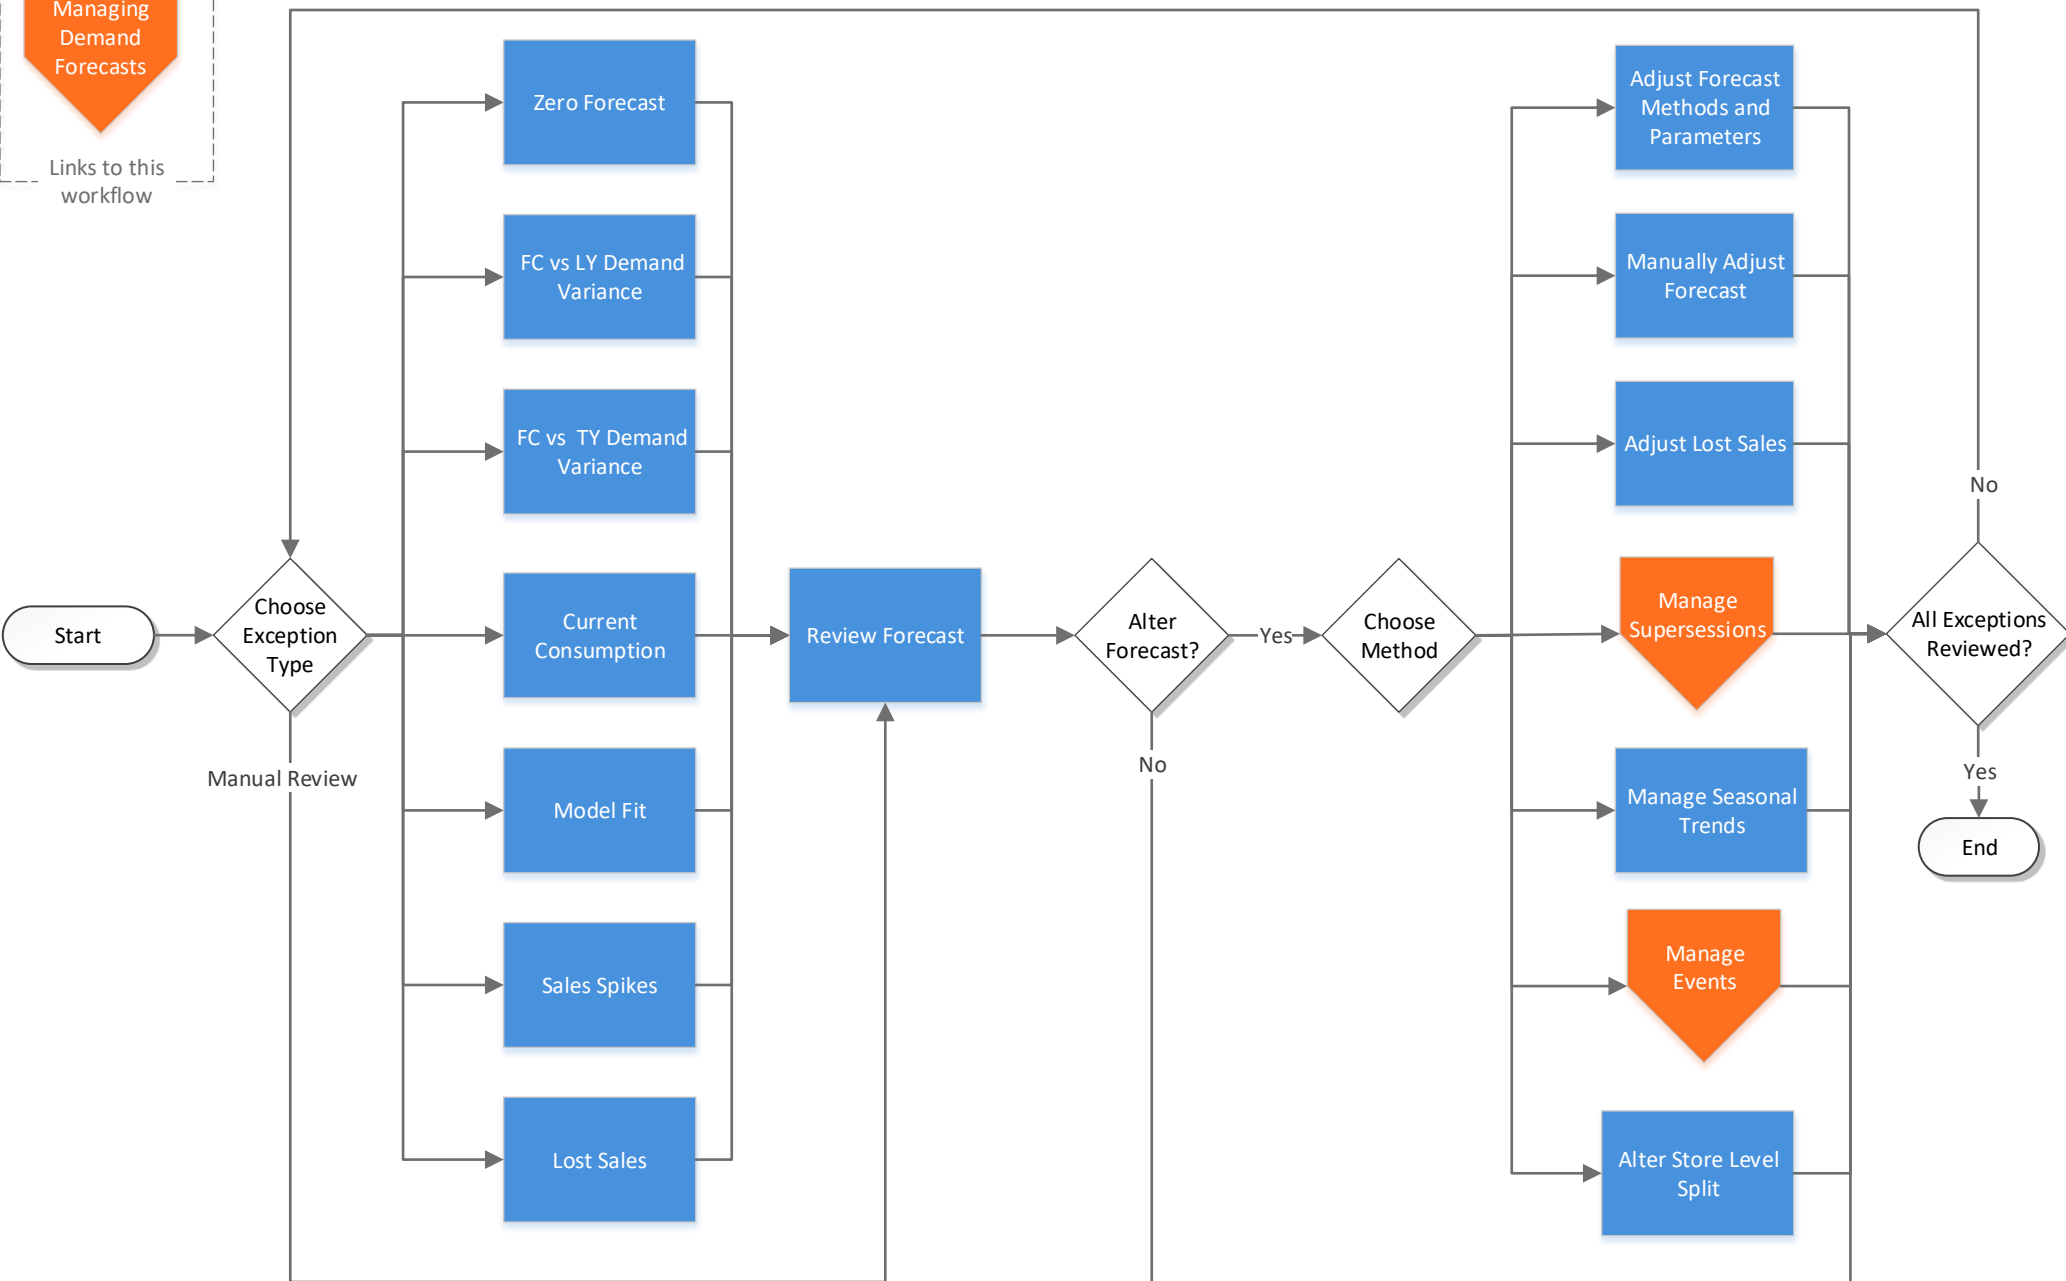 Managing
Demand
Forecasts
Links to this
workflow
Start
Choose
Exception
Type
Manual Review
Zero Forecast
FC vs LY Demand
Variance
FC vs  TY Demand
Variance
Current
Consumption
Model Fit
Sales Spikes
Lost Sales
Review Forecast
Alter
Forecast?
Yes
No
Choose
Method
Adjust Forecast
Methods and
Parameters
Manually Adjust
Forecast
Adjust Lost Sales
Manage
Supersessions
Manage Seasonal
Trends
Manage
Events
Alter Store Level
Split
No
All Exceptions
Reviewed?
Yes
End